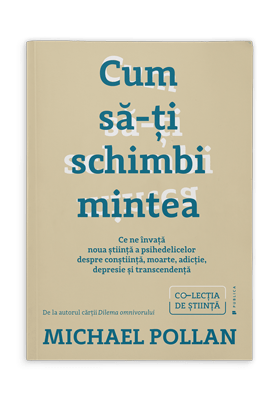 Cum
să-ți
schimbi
mintea
Ce ne învață
noua știință a psihedelicelor
despre conștiință, moarte, adicție,
depresie și transcendență
CO–LECȚIA
DE ȘTIINȚĂ
PUBLICA
De la autorul cărții Dilema omnivorului
MICHAEL POLLAN